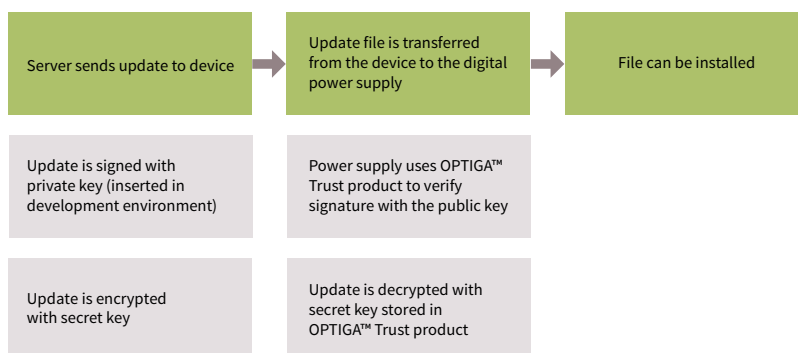 Server sends update to device
Update file is transferred
from the device to the digital
power supply
File can be installed
Update is signed with
private key (inserted in
development environment)
Power supply uses OPTIGA™
Trust product to verify
signature with the public key
Update is encrypted
with secret key
Update is decrypted with
secret key stored in
OPTIGA™ Trust product